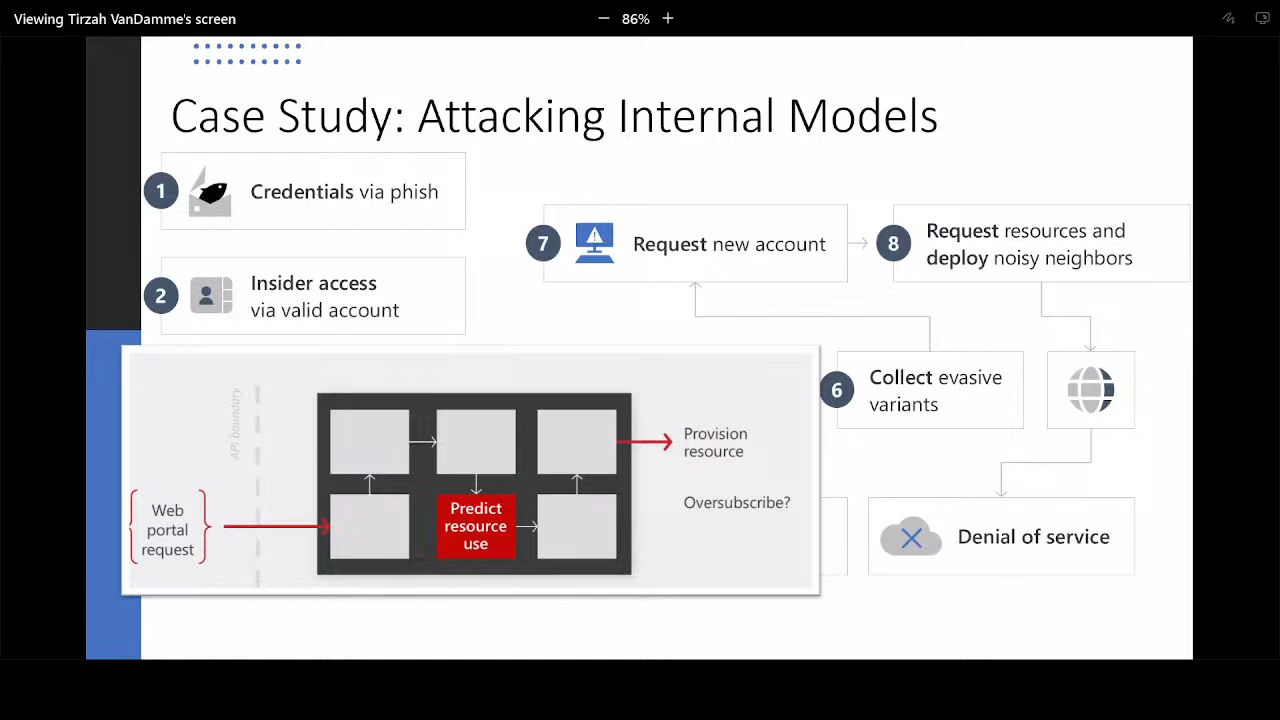 Viewing Tirzah VanDamme's screen
86%
Case Study: Attacking Internal Models
1
Credentials via phish
2
Insider access
via valid account
7
Request new account
8
Request resources and
deploy noisy neighbors
6
Collect evasive
variants
Denial of service
API boundary
Web
portal
request
Predict
resource
use
Provision
resource
Oversubscribe?